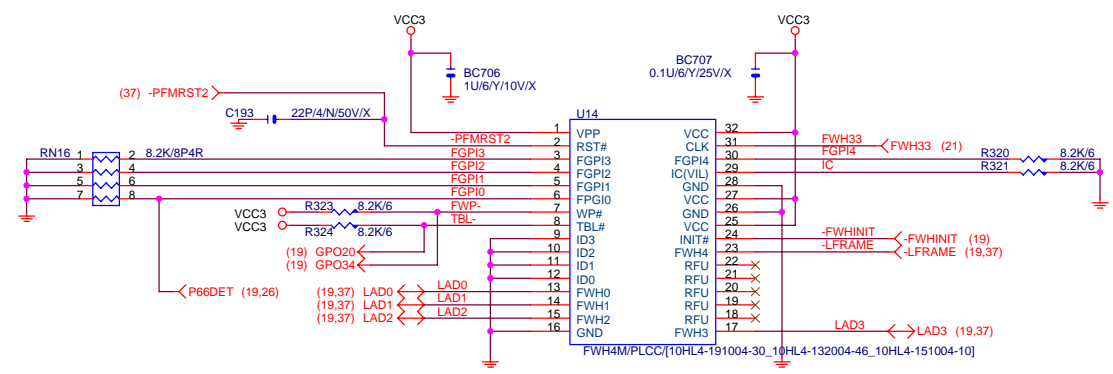 VCC3 VCC3
BC706 BC707
1U/6/Y/10V/X 0.1U/6/Y/25V/X
(37) -PFMRST2
C193 22P/4/N/50V/X U14
1 VPP VCC 32
-PFMRST2 2 RST# CLK 31 FWH33 FWH33 (21)
RN16 1 2 8.2K/8P4R FGPI3 3 FGPI3 FGPI4 30 FGPI4 R320 8.2K/6
3 4 FGPI2 4 FGPI2 IC(VIL) 29 IC R321 8.2K/6
5 6 FGPI1 5 FGPI1 GND 28
7 8 FGPI0 6 FPGI0 VCC 27
VCC3 R323 8.2K/6 FWP- 7 WP# GND 26
VCC3 R324 8.2K/6 TBL- 8 TBL# VCC 25
9 ID3 INIT# 24 -FWHINIT -FWHINIT (19)
(19) GPO20 10 ID2 FWH4 23 -LFRAME -LFRAME (19,37)
(19) GPO34 11 ID1 RFU 22
12 ID0 RFU 21
P66DET (19,26) (19,37) LAD0 LAD0 13 FWH0 RFU 20
(19,37) LAD1 LAD1 14 FWH1 RFU 19
(19,37) LAD2 LAD2 15 FWH2 RFU 18
16 GND FWH3 17 LAD3 LAD3 (19,37)
FWH4M/PLCC/[10HL4-191004-30_10HL4-132004-46_10HL4-151004-10]